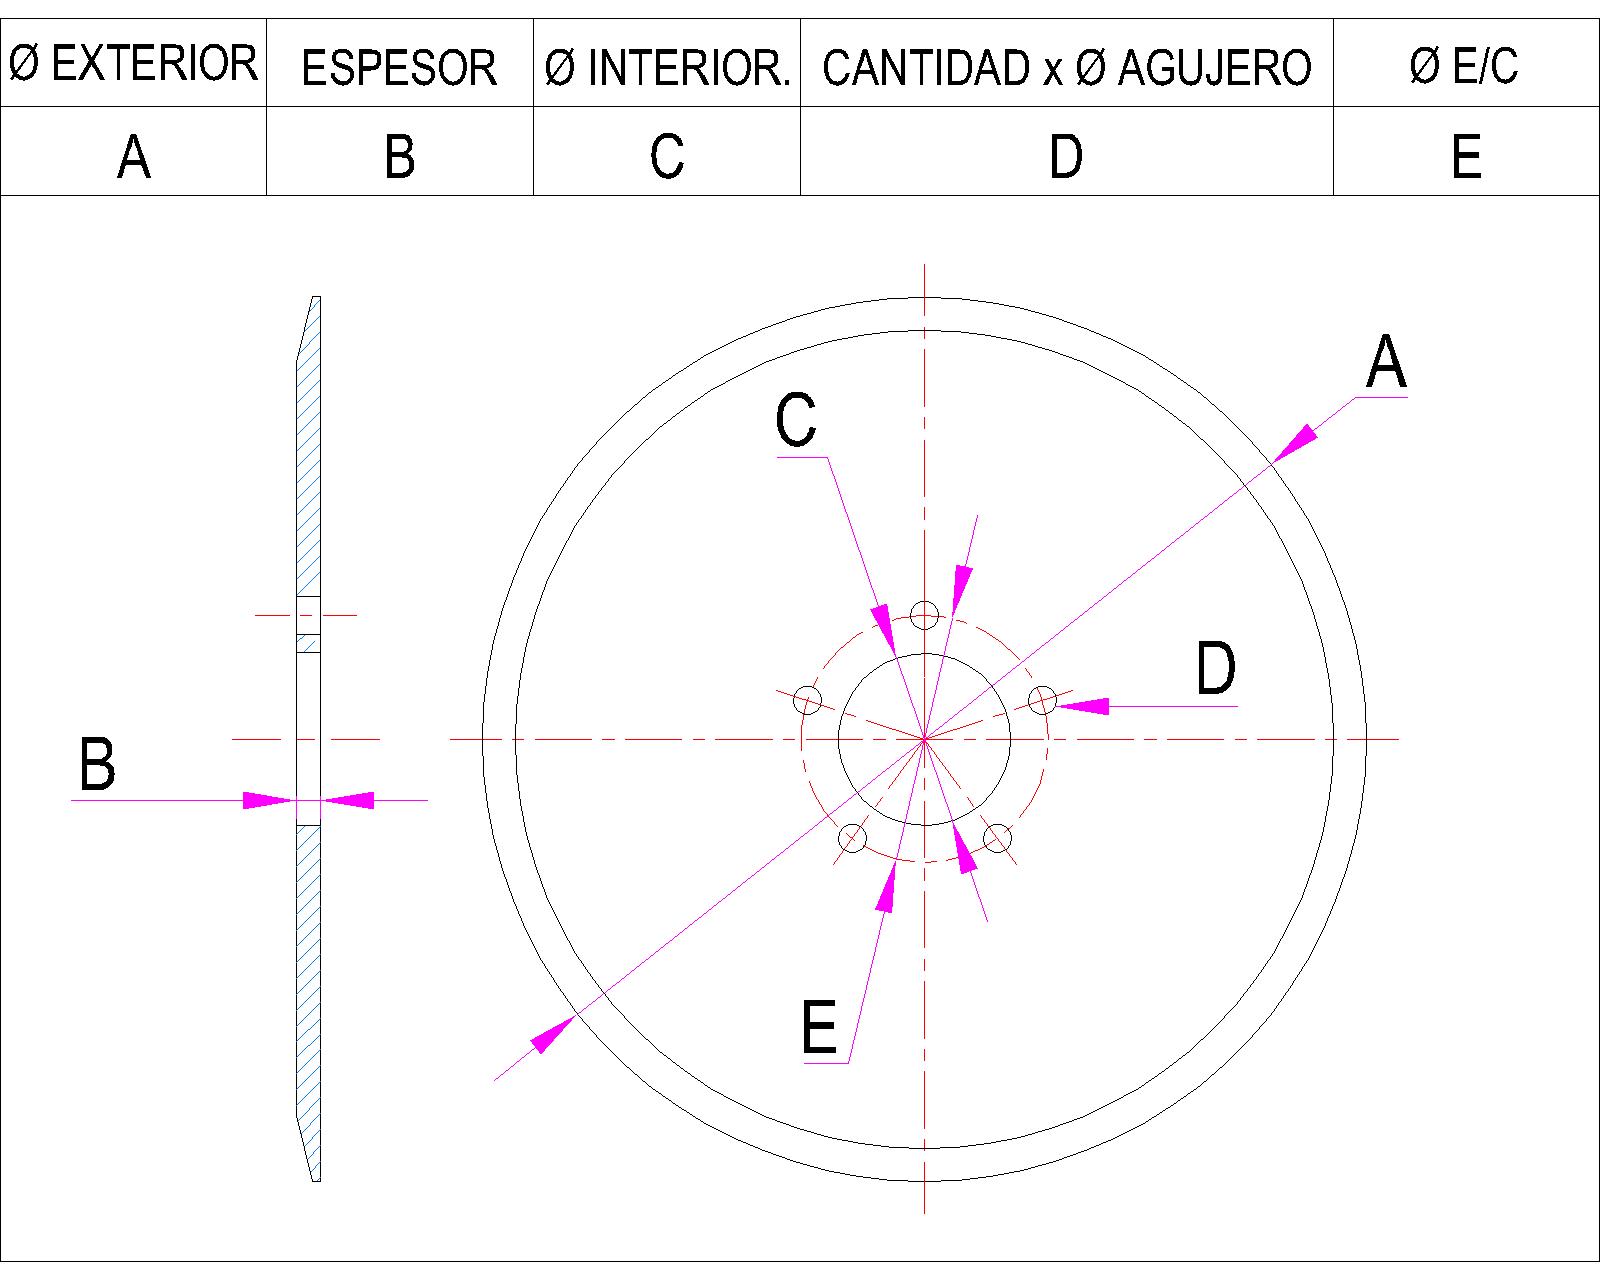 Ø EXTERIOR ESPESOR Ø INTERIOR. CANTIDAD x Ø AGUJERO Ø E/C
A B C D E
A
C
D
B
E